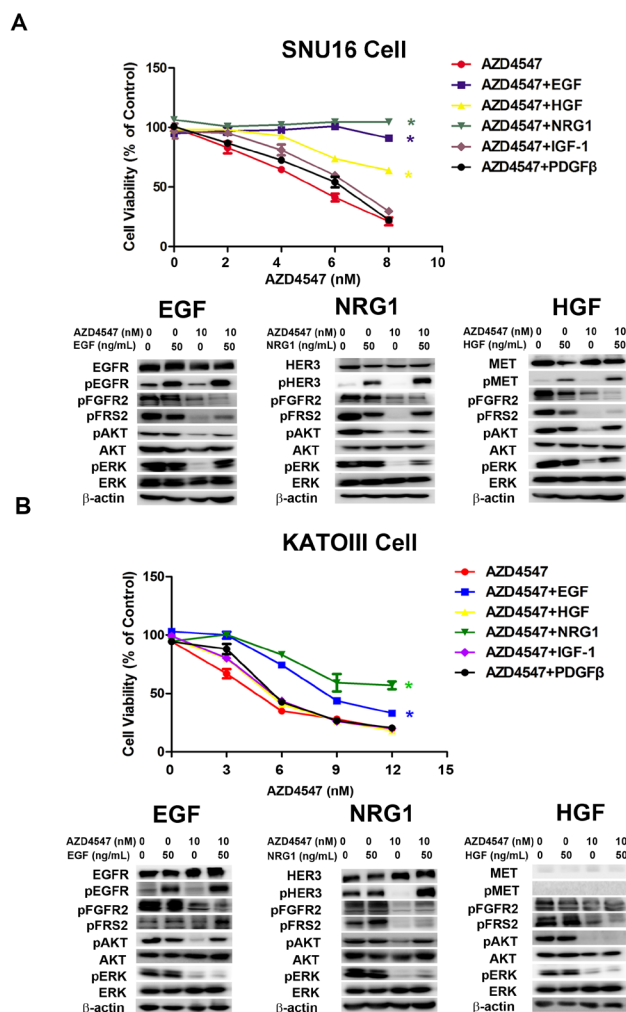 A
SNU16 Cell
Cell Viability (% of Control)
150
100
50
0
0 2 4 6 8 10
AZD4547 (nM)
AZD4547
AZD4547+EGF
AZD4547+HGF
AZD4547+NRG1
AZD4547+IGF-1
AZD4547+PDGFβ
*
*
*
EGF
AZD4547 (nM) 0 0 10 10
EGF (ng/mL) 0 50 0 50
EGFR
pEGFR
pFGFR2
pFRS2
pAKT
AKT
pERK
ERK
β-actin
NRG1
AZD4547 (nM) 0 0 10 10
NRG1 (ng/mL) 0 50 0 50
HER3
pHER3
pFGFR2
pFRS2
pAKT
AKT
pERK
ERK
β-actin
HGF
AZD4547 (nM) 0 0 10 10
HGF (ng/mL) 0 50 0 50
MET
pMET
pFGFR2
pFRS2
pAKT
AKT
pERK
ERK
β-actin
B
KATOIII Cell
Cell Viability (% of Control)
150
100
50
0
0 3 6 9 12 15
AZD4547 (nM)
AZD4547
AZD4547+EGF
AZD4547+HGF
AZD4547+NRG1
AZD4547+IGF-1
AZD4547+PDGFβ
*
*
EGF
AZD4547 (nM) 0 0 10 10
EGF (ng/mL) 0 50 0 50
EGFR
pEGFR
pFGFR2
pFRS2
pAKT
AKT
pERK
ERK
β-actin
NRG1
AZD4547 (nM) 0 0 10 10
NRG1 (ng/mL) 0 50 0 50
HER3
pHER3
pFGFR2
pFRS2
pAKT
AKT
pERK
ERK
β-actin
HGF
AZD4547 (nM) 0 0 10 10
HGF (ng/mL) 0 50 0 50
MET
pMET
pFGFR2
pFRS2
pAKT
AKT
pERK
ERK
β-actin